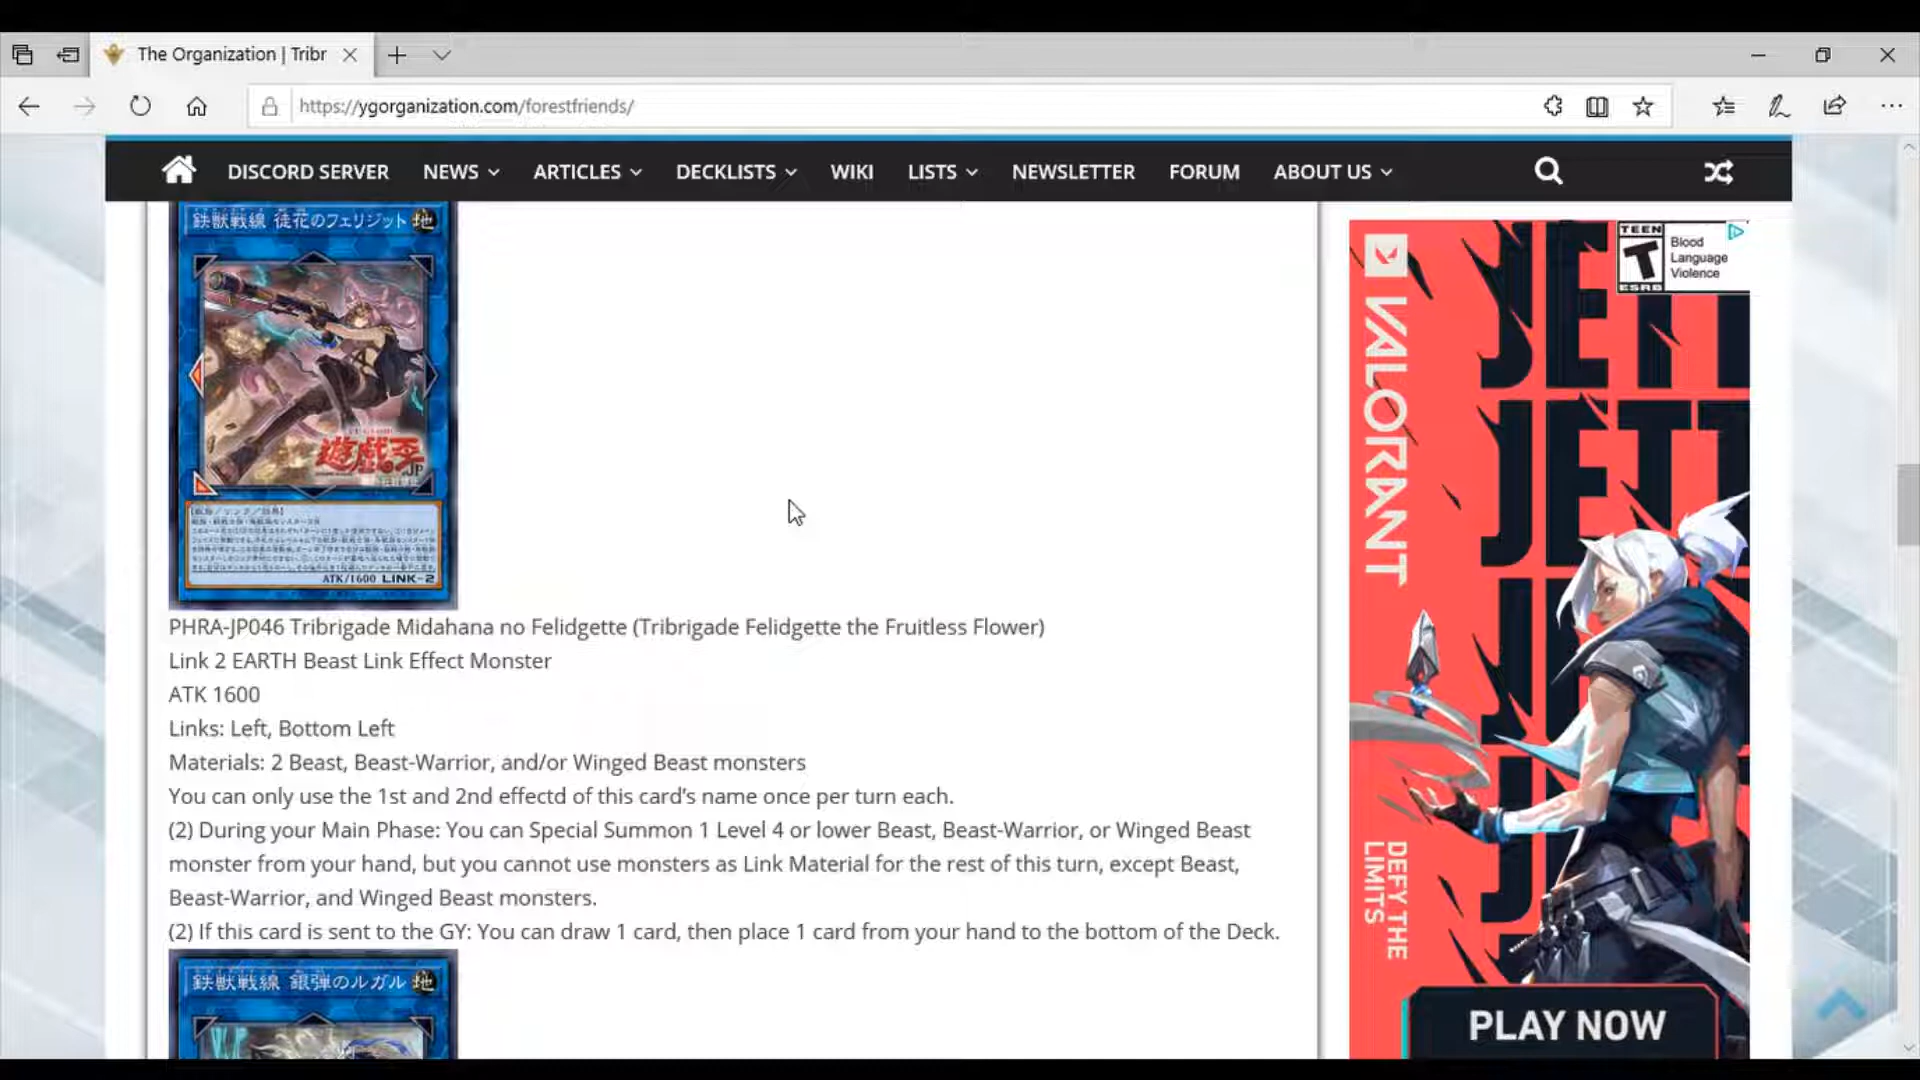 The Organization | Tribr
https://ygorganization.com/forestfriends/
DISCORD SERVER NEWS ARTICLES DECKLISTS WIKI LISTS NEWSLETTER FORUM ABOUT US
鉄獣戦線 徒花のフェリジット 地
遊戯王
.JP
ATK/1600 LINK-2
PHRA-JP046 Tribrigade Midahana no Felidgette (Tribrigade Felidgette the Fruitless Flower)
Link 2 EARTH Beast Link Effect Monster
ATK 1600
Links: Left, Bottom Left
Materials: 2 Beast, Beast-Warrior, and/or Winged Beast monsters
You can only use the 1st and 2nd effectd of this card's name once per turn each.
(2) During your Main Phase: You can Special Summon 1 Level 4 or lower Beast, Beast-Warrior, or Winged Beast
monster from your hand, but you cannot use monsters as Link Material for the rest of this turn, except Beast,
Beast-Warrior, and Winged Beast monsters.
(2) If this card is sent to the GY: You can draw 1 card, then place 1 card from your hand to the bottom of the Deck.
鉄獣戦線 銀弾のルガル 地
TEEN
T
ESRB
Blood
Language
Violence
VALORANT
JETT
JETT
DEFY THE
LIMITS
PLAY NOW